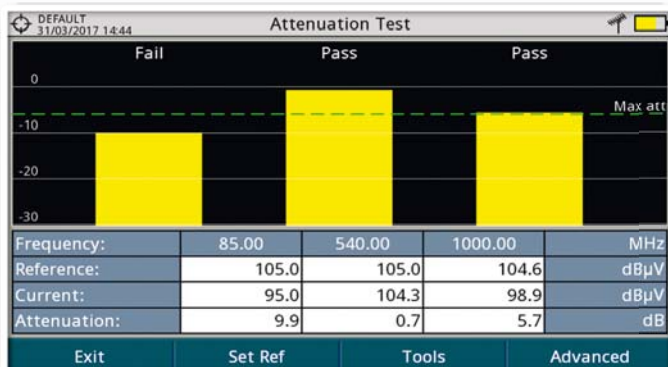 DEFAULT
31/03/2017 14:44
Attenuation Test
Fail Pass Pass
0
Max att
-10
-20
-30
Frequency: 85.00 540.00 1000.00 MHz
Reference: 105.0 105.0 104.6 dBµV
Current: 95.0 104.3 98.9 dBµV
Attenuation: 9.9 0.7 5.7 dB
Exit Set Ref Tools Advanced